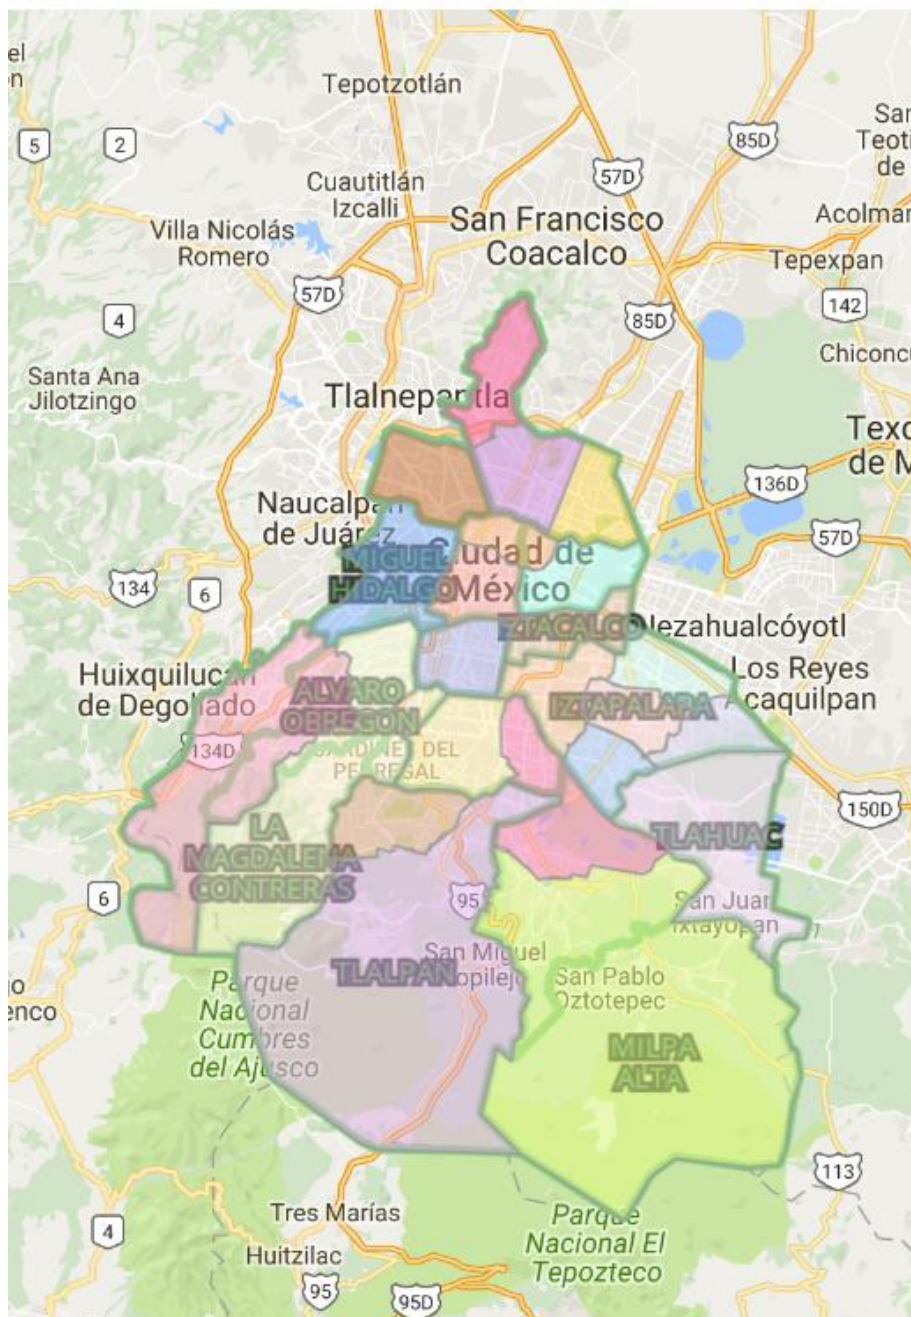 el
on
Tepotzotlán
5
2
85D
San
Teoti
de
57D
Cuautitlán
Izcalli
San Francisco
Coacalco
Acolman
Villa Nicolás
Romero
Tepexpan
57D
142
4
85D
Chiconcu
Santa Ana
Jilotzingo
Tlalnepantla
Texc
de M
136D
Naucalpan
de Juárez
57D
MIGUEL
HIDALGO
Ciudad de
México
134
6
IZTACALCO
Nezahualcóyotl
Huixquilucan
de Degollado
Los Reyes
Acaquilpan
ALVARO
OBREGON
IZTAPALAPA
134D
JARDINES DEL
PEDREGAL
150D
LA
MAGDALENA
CONTRERAS
TLAHUAC
6
95
San Juan
Ixtayopan
TLALPAN
San Miguel
Topilejo
San Pablo
Oztotepec
enco
Parque
Nacional
Cumbres
del Ajusco
MILPA
ALTA
113
Tres Marías
Parque
Nacional El
Tepozteco
4
Huitzilac
95
95D